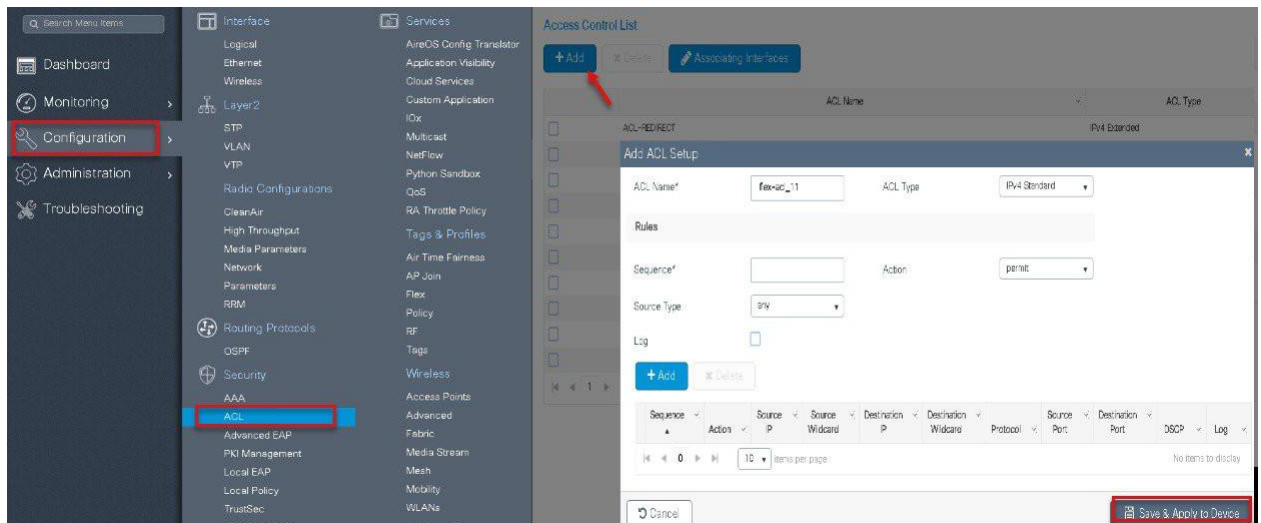 Search Menu Items
Dashboard
Monitoring
Configuration
Administration
Troubleshooting
Interface
Logical
Ethernet
Wireless
Layer2
STP
VLAN
VTP
Radio Configurations
CleanAir
High Throughput
Media Parameters
Network
Parameters
RRM
Routing Protocols
OSPF
Security
AAA
ACL
Advanced EAP
PKI Management
Local EAP
Local Policy
TrustSec
Services
AireOS Config Translator
Application Visibility
Cloud Services
Custom Application
IOx
Multicast
NetFlow
Python Sandbox
QoS
RA Throttle Policy
Tags & Profiles
Air Time Fairness
AP Join
Flex
Policy
RF
Tags
Wireless
Access Points
Advanced
Fabric
Media Stream
Mesh
Mobility
WLANs
Access Control List
+ Add × Delete Associating Interfaces
ACL Name ACL Type
ACL-REDIRECT IPv4 Extended
1
Add ACL Setup ×
ACL Name* flex-acl_11 ACL Type IPv4 Standard
Rules
Sequence* Action permit
Source Type any
Log
+ Add × Delete
Sequence Action Source IP Source Wildcard Destination IP Destination Wildcard Protocol Source Port Destination Port DSCP Log
0 10 items per page No items to display
Cancel Save & Apply to Device